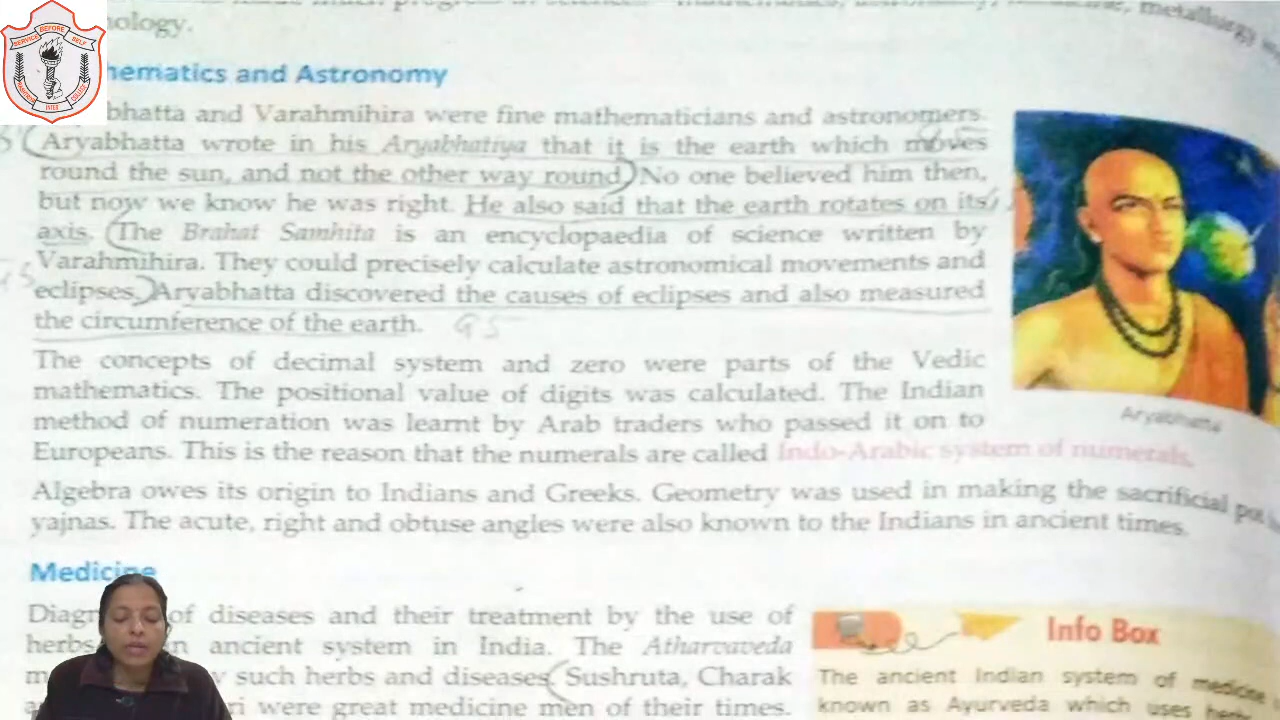 SERVICE BEFORE SELF
INTER
nology.
hematics and Astronomy
bhatta and Varahmihira were fine mathematicians and astronomers.
Aryabhatta wrote in his Aryabhatiya that it is the earth which moves
round the sun, and not the other way round. No one believed him then,
but now we know he was right. He also said that the earth rotates on its
axis. The Brahat Samhita is an encyclopaedia of science written by
Varahmihira. They could precisely calculate astronomical movements and
eclipses. Aryabhatta discovered the causes of eclipses and also measured
the circumference of the earth. GS
Aryabhatta
The concepts of decimal system and zero were parts of the Vedic
mathematics. The positional value of digits was calculated. The Indian
method of numeration was learnt by Arab traders who passed it on to
Europeans. This is the reason that the numerals are called Indo-Arabic system of numerals.
Algebra owes its origin to Indians and Greeks. Geometry was used in making the sacrificial
yajnas. The acute, right and obtuse angles were also known to the Indians in ancient times.
Medicine
Diagn of diseases and their treatment by the use of
herbs n ancient system in India. The Atharvaveda
m y such herbs and diseases. Sushruta, Charak
ri were great medicine men of their times.
Info Box
The ancient Indian system of medicine
known as Ayurveda which uses